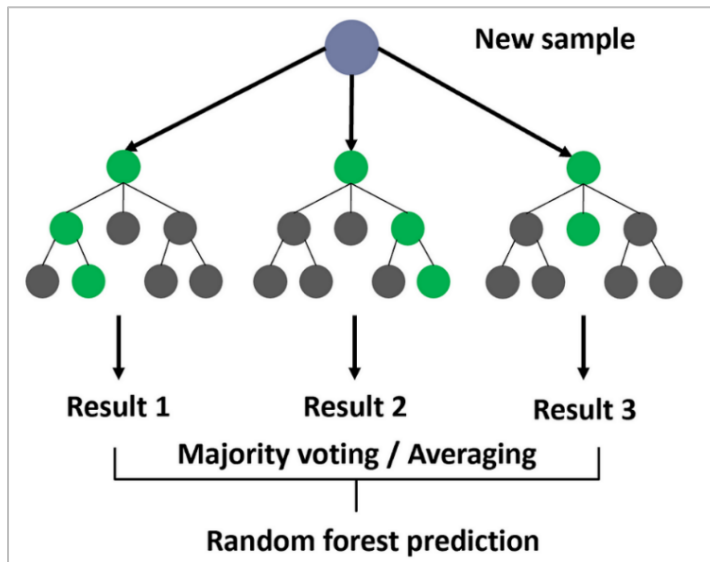 New sample
Result 1
Result 2
Result 3
Majority voting / Averaging
Random forest prediction